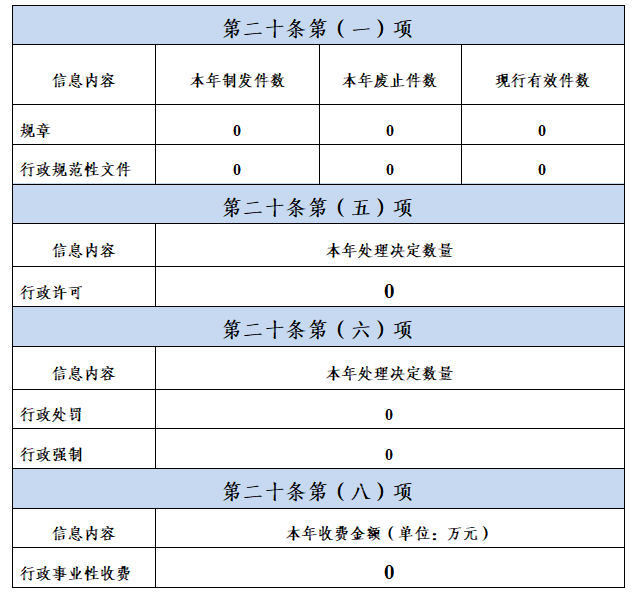 第二十条第（一）项
信息内容 本年制发件数 本年废止件数 现行有效件数
规章 0 0 0
行政规范性文件 0 0 0
第二十条第（五）项
信息内容 本年处理决定数量
行政许可 0
第二十条第（六）项
信息内容 本年处理决定数量
行政处罚 0
行政强制 0
第二十条第（八）项
信息内容 本年收费金额（单位：万元）
行政事业性收费 0